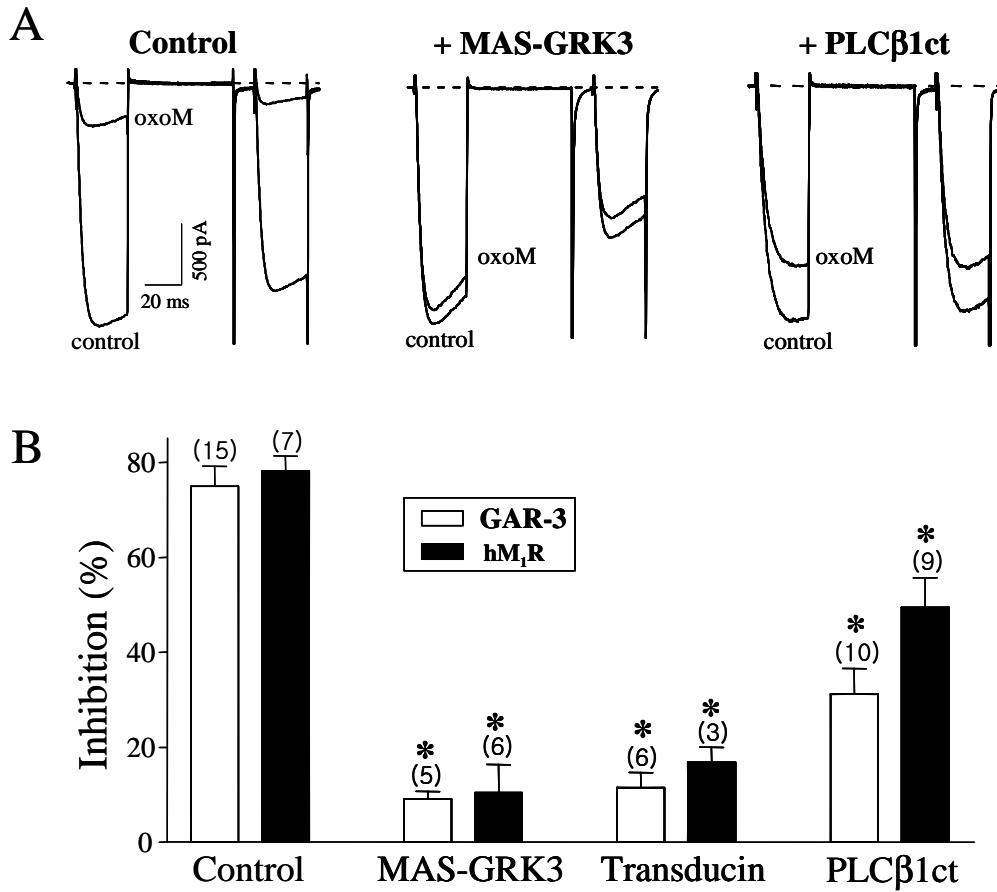 A
Control
+ MAS-GRK3
+ PLCβ1ct
oxoM
500 pA
20 ms
control
oxoM
control
oxoM
control
B
Inhibition (%)
80
60
40
20
0
(15)
(7)
GAR-3
hM₁R
*
(5)
*
(6)
*
(6)
*
(3)
*
(10)
*
(9)
Control
MAS-GRK3
Transducin
PLCβ1ct